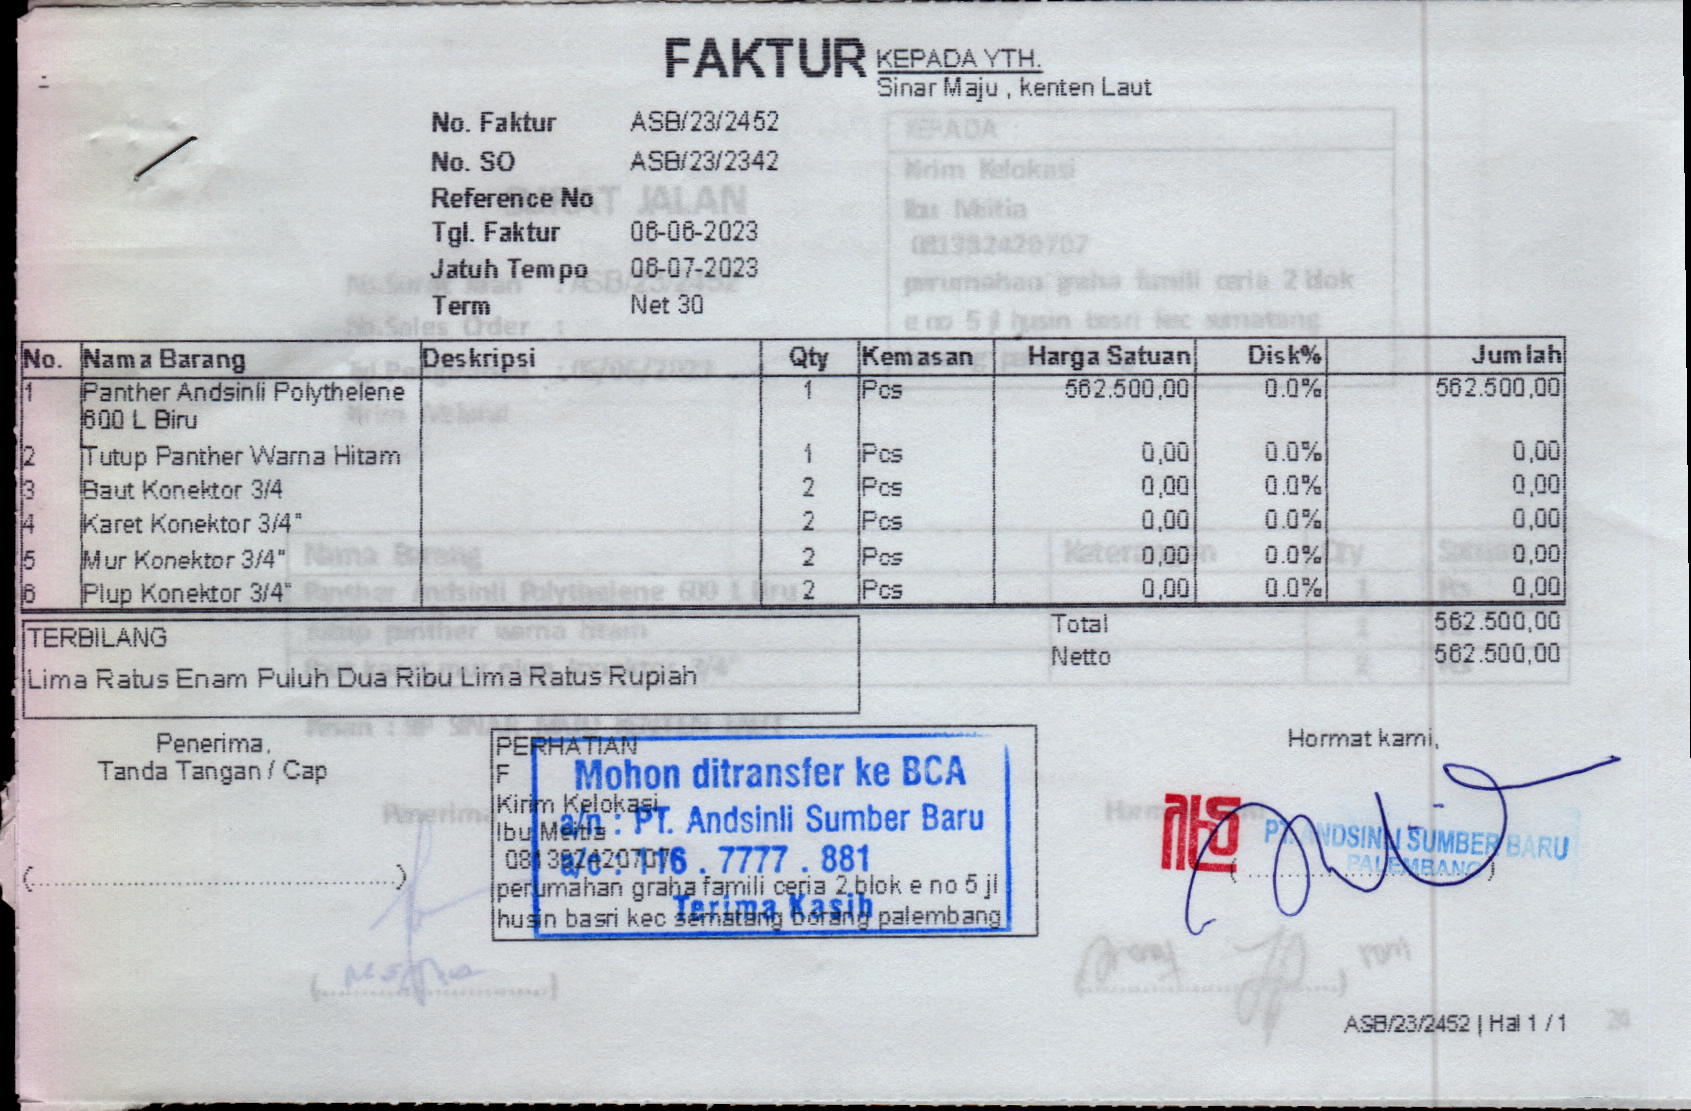 FAKTUR
KEPADA YTH.
Sinar Maju , kenten Laut
No. Faktur ASB/23/2452
No. SO ASB/23/2342
Reference No
Tgl. Faktur 06-06-2023
Jatuh Tempo 06-07-2023
Term Net 30
No. Nama Barang Deskripsi Qty Kemasan Harga Satuan Disk% Jumlah
1 Panther Andsinli Polythelene 1 Pcs 562.500,00 0.0% 562.500,00
600 L Biru
2 Tutup Panther Warna Hitam 1 Pcs 0,00 0.0% 0,00
3 Baut Konektor 3/4 2 Pcs 0,00 0.0% 0,00
4 Karet Konektor 3/4" 2 Pcs 0,00 0.0% 0,00
5 Mur Konektor 3/4" 2 Pcs 0,00 0.0% 0,00
6 Plup Konektor 3/4" 2 Pcs 0,00 0.0% 0,00
TERBILANG
Lima Ratus Enam Puluh Dua Ribu Lima Ratus Rupiah
Total 562.500,00
Netto 562.500,00
Penerima,
Tanda Tangan / Cap
PERHATIAN
F
Kirim Kelokasi
Ibu Meitia
081392420707
perumahan graha famili ceria 2 blok e no 5 jl
husin basri kec sematang borang palembang
Mohon ditransfer ke BCA
a/n : PT. Andsinli Sumber Baru
a/c : 116 . 7777 . 881
Terima Kasih
Hormat kami,
PT. ANDSINLI SUMBER BARU
PALEMBANG
ASB/23/2452 | Hal 1 / 1